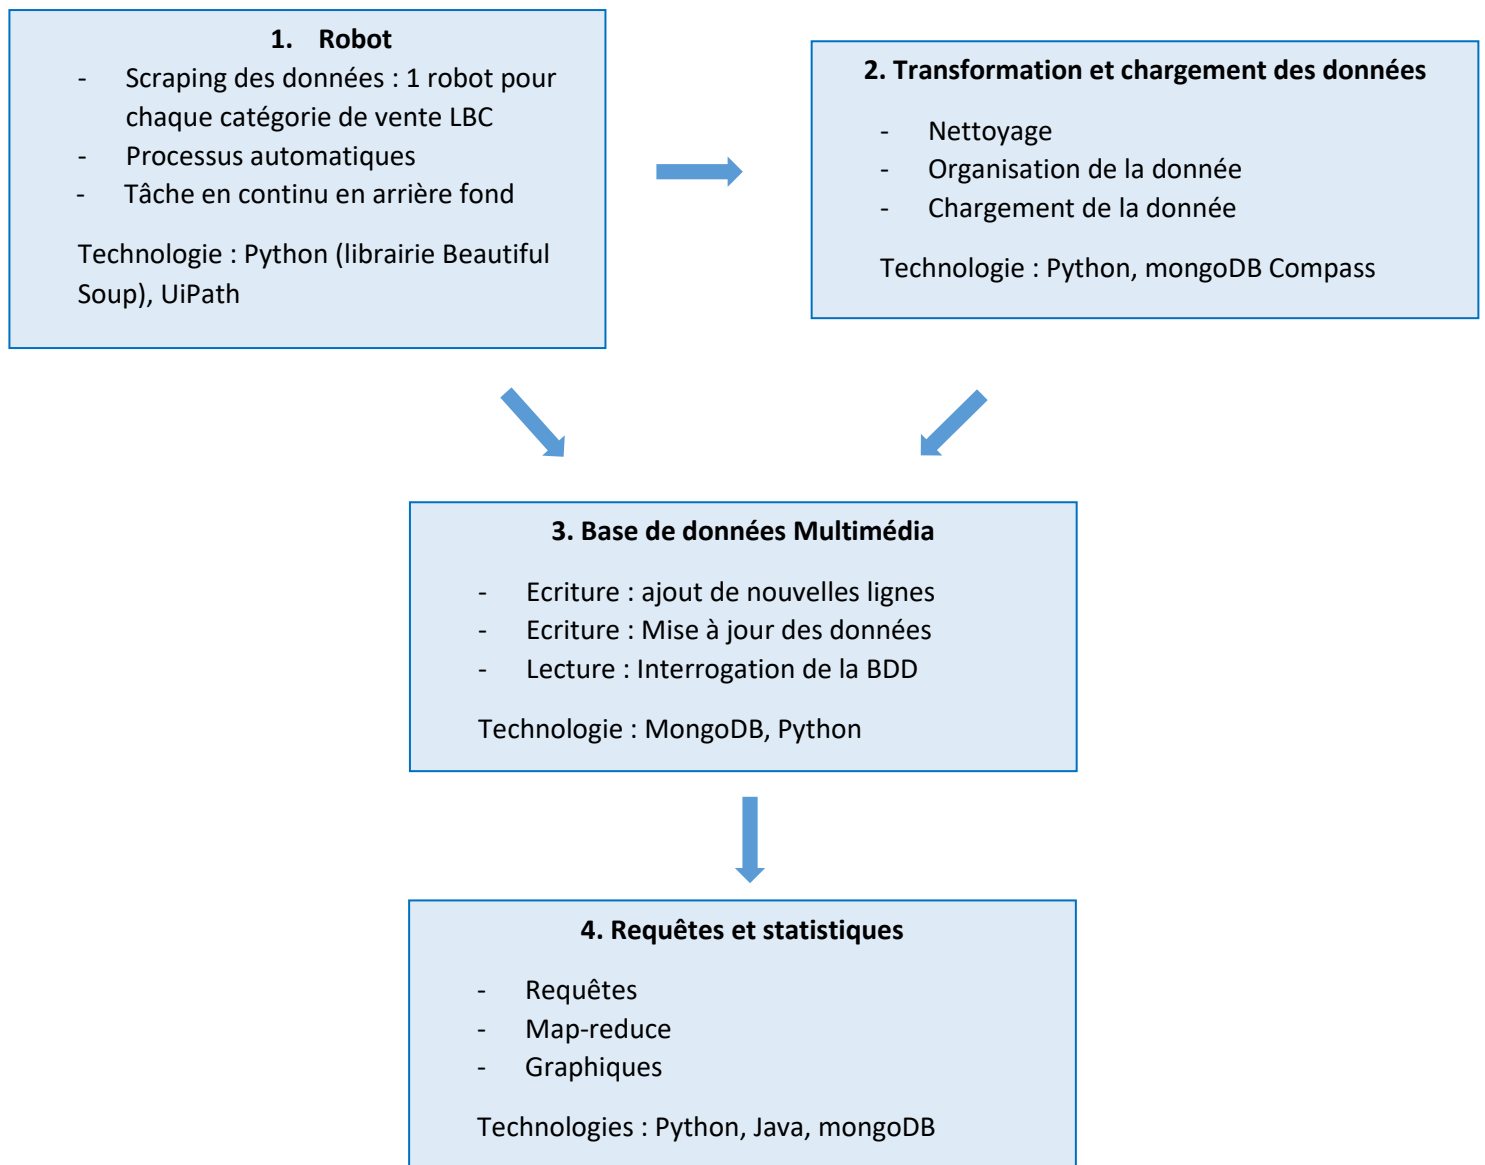 1. Robot
- Scraping des données : 1 robot pour
chaque catégorie de vente LBC
- Processus automatiques
- Tâche en continu en arrière fond
Technologie : Python (librairie Beautiful
Soup), UiPath
2. Transformation et chargement des données
- Nettoyage
- Organisation de la donnée
- Chargement de la donnée
Technologie : Python, mongoDB Compass
3. Base de données Multimédia
- Ecriture : ajout de nouvelles lignes
- Ecriture : Mise à jour des données
- Lecture : Interrogation de la BDD
Technologie : MongoDB, Python
4. Requêtes et statistiques
- Requêtes
- Map-reduce
- Graphiques
Technologies : Python, Java, mongoDB